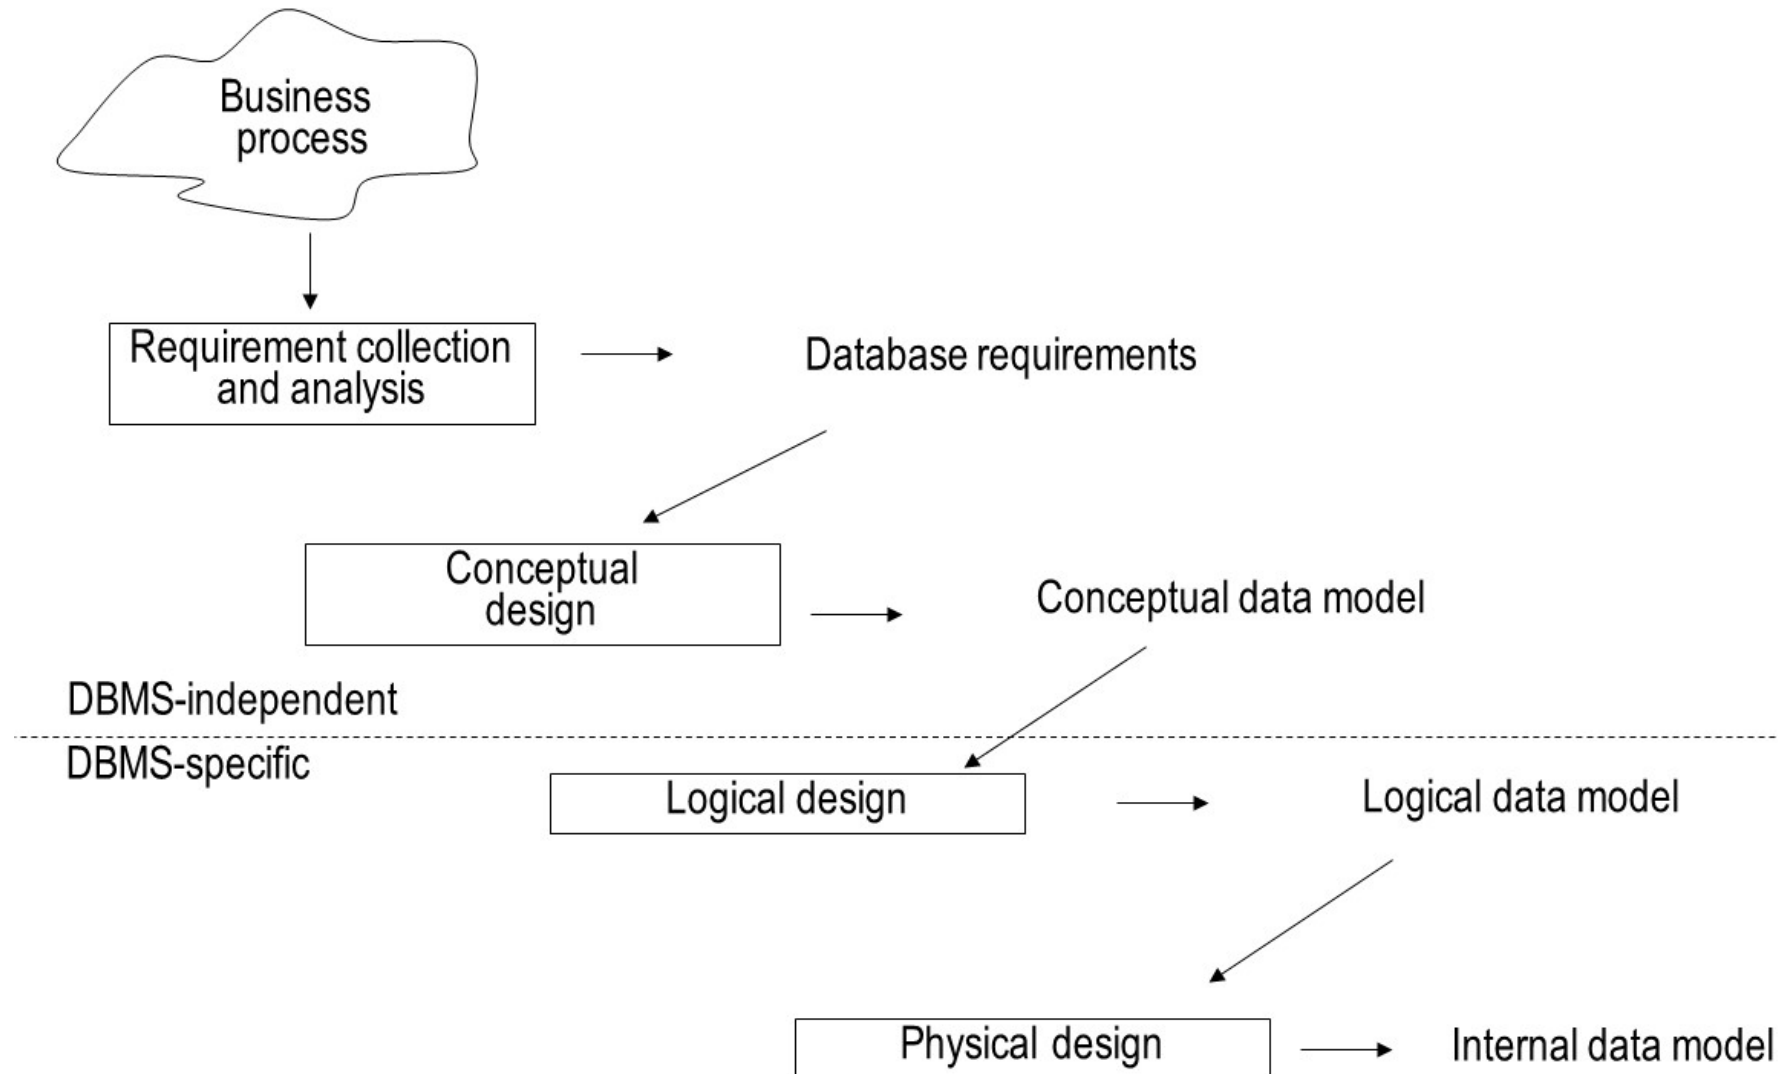 Business
process
Requirement collection
and analysis
Database requirements
Conceptual
design
Conceptual data model
DBMS-independent
DBMS-specific
Logical design
Logical data model
Physical design
Internal data model